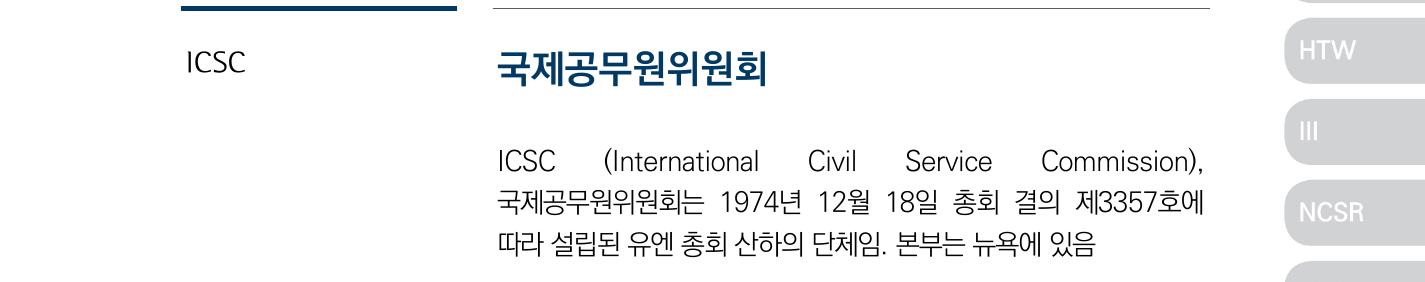 ICSC
국제공무원위원회
ICSC (International Civil Service Commission),
국제공무원위원회는 1974년 12월 18일 총회 결의 제3357호에
따라 설립된 유엔 총회 산하의 단체임. 본부는 뉴욕에 있음
HTW
III
NCSR